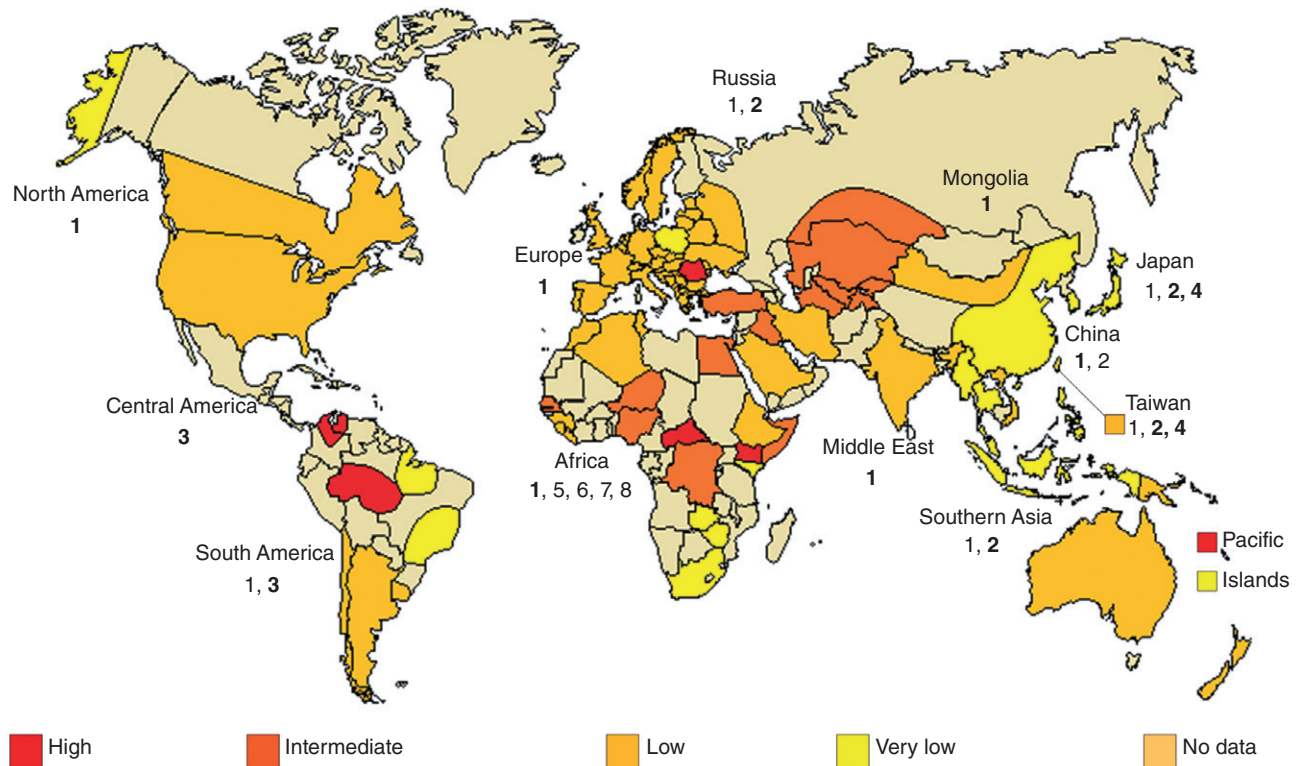 Russia
1, 2
North America
1
Mongolia
1
Europe
1
Japan
1, 2, 4
China
1, 2
Central America
3
Taiwan
1, 2, 4
Africa
1, 5, 6, 7, 8
Middle East
1
Southern Asia
1, 2
South America
1, 3
Pacific
Islands
High
Intermediate
Low
Very low
No data